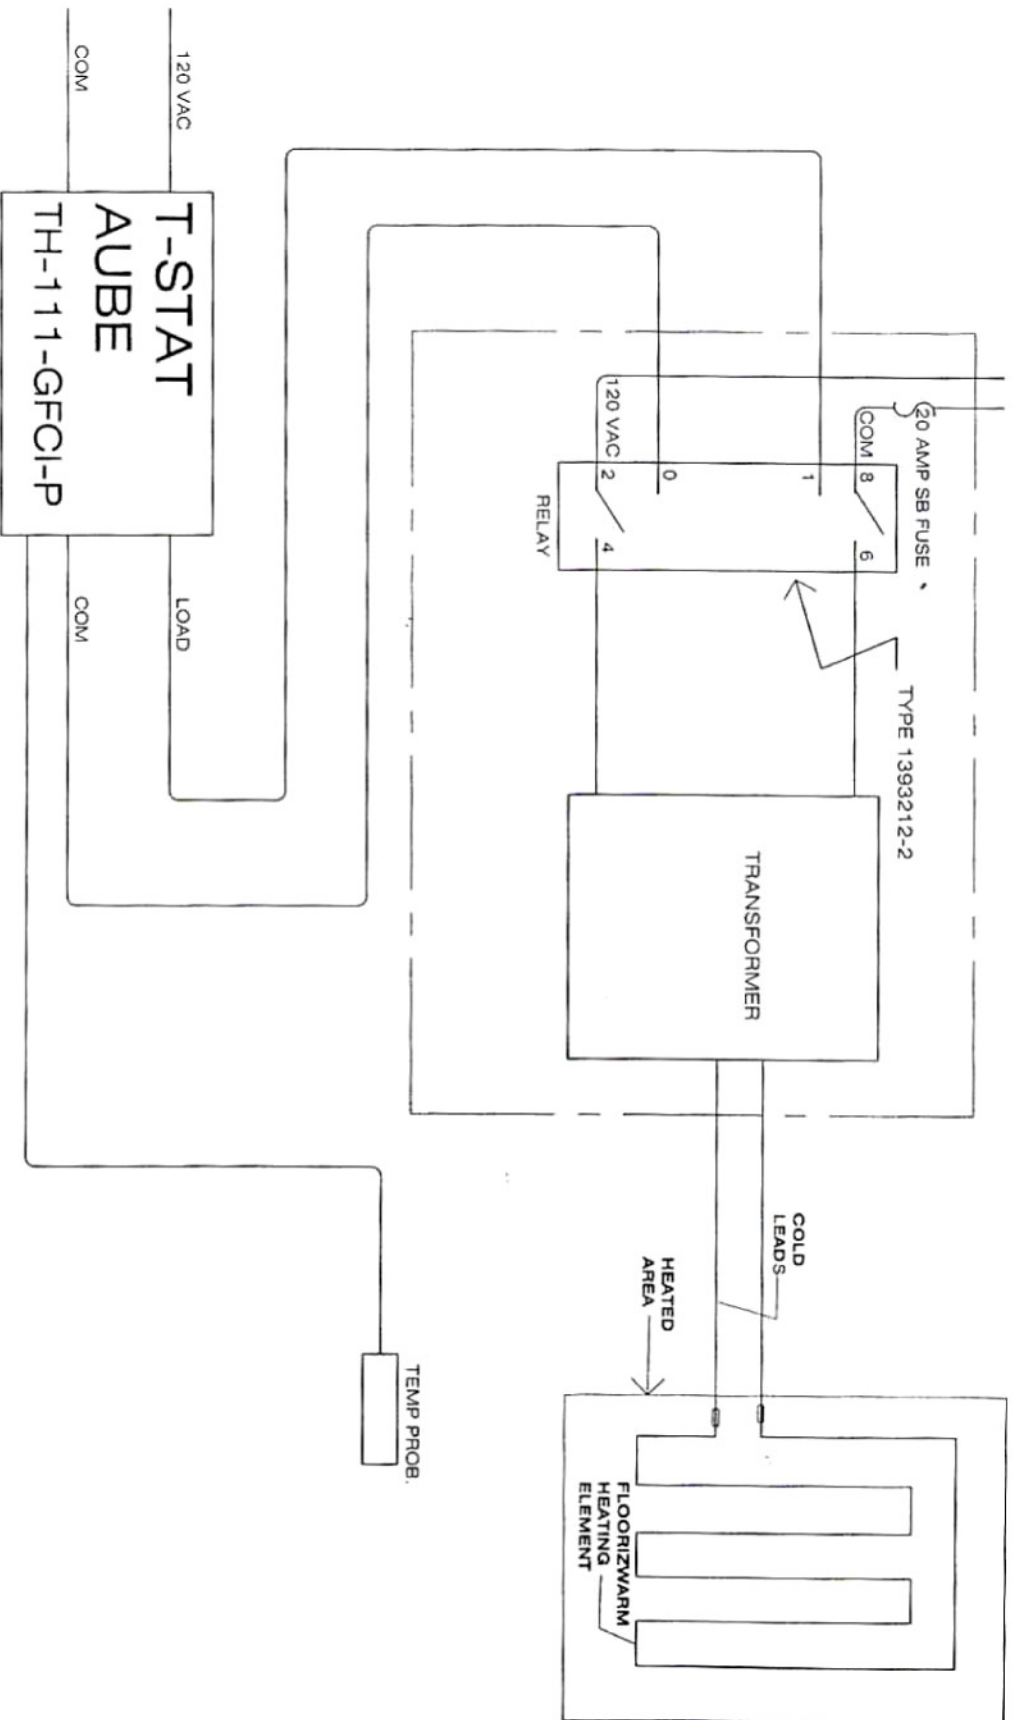 20 AMP SB FUSE
TYPE 1393212-2
COM
8
6
1
0
120 VAC
2
4
RELAY
TRANSFORMER
COLD
LEADS
HEATED
AREA
FLOORIZWARM
HEATING
ELEMENT
TEMP PROB.
120 VAC
COM
T-STAT
AUBE
TH-111-GFCI-P
LOAD
COM